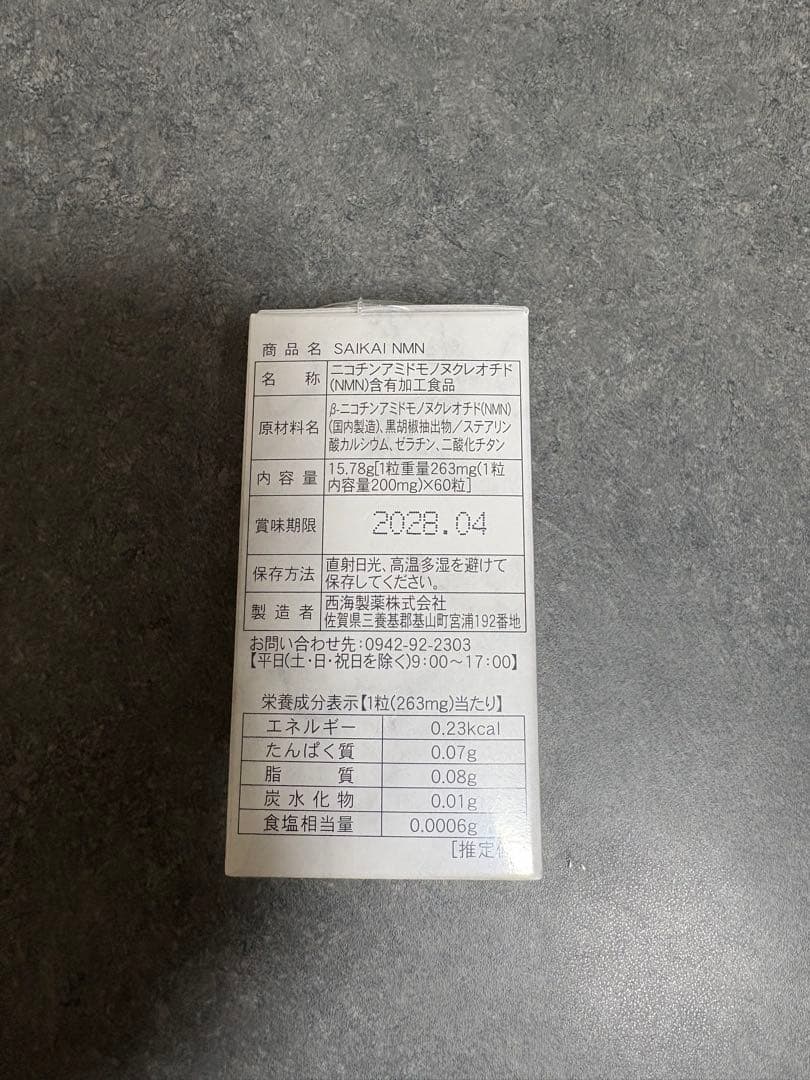 商品名 SAIKAI NMN
名称 ニコチンアミドモノヌクレオチド
(NMN)含有加工食品
原材料名 β-ニコチンアミドモノヌクレオチド(NMN)
(国内製造)、黒胡椒抽出物／ステアリン
酸カルシウム、ゼラチン、二酸化チタン
内容量 15.78g[1粒重量263mg(1粒
内容量200mg)×60粒]
賞味期限 2028.04
保存方法 直射日光、高温多湿を避けて
保存してください。
製造者 西海製薬株式会社
佐賀県三養基郡基山町宮浦192番地
お問い合わせ先:0942-92-2303
【平日(土・日・祝日を除く)9:00〜17:00】
栄養成分表示【1粒(263mg)当たり】
エネルギー 0.23kcal
たんぱく質 0.07g
脂質 0.08g
炭水化物 0.01g
食塩相当量 0.0006g
[推定